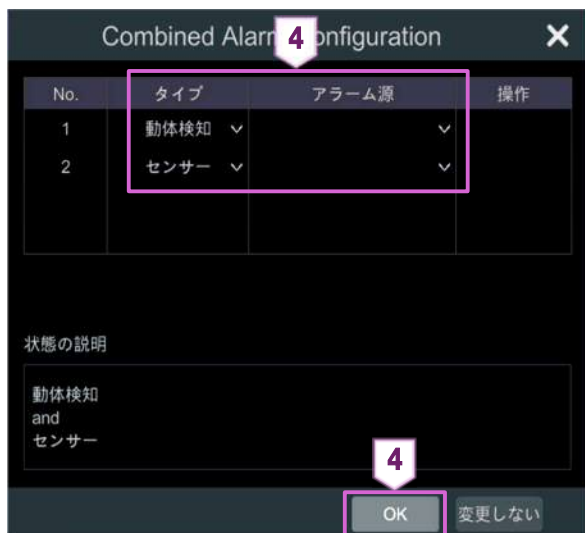 Combined Alarm Configuration
4
No. タイプ アラーム源 操作
1 動体検知
2 センサー
状態の説明
動体検知
and
センサー
4
OK 変更しない